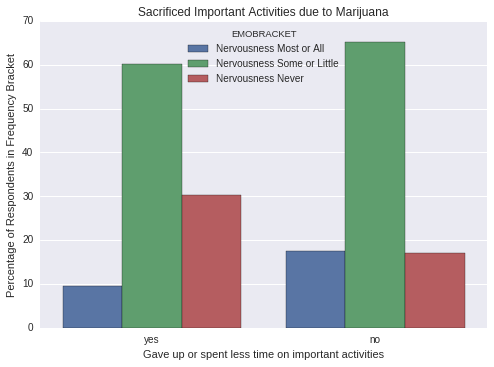 Sacrificed Important Activities due to Marijuana
EMOBRACKET
Nervousness Most or All
Nervousness Some or Little
Nervousness Never
Percentage of Respondents in Frequency Bracket
70
60
50
40
30
20
10
0
yes no
Gave up or spent less time on important activities